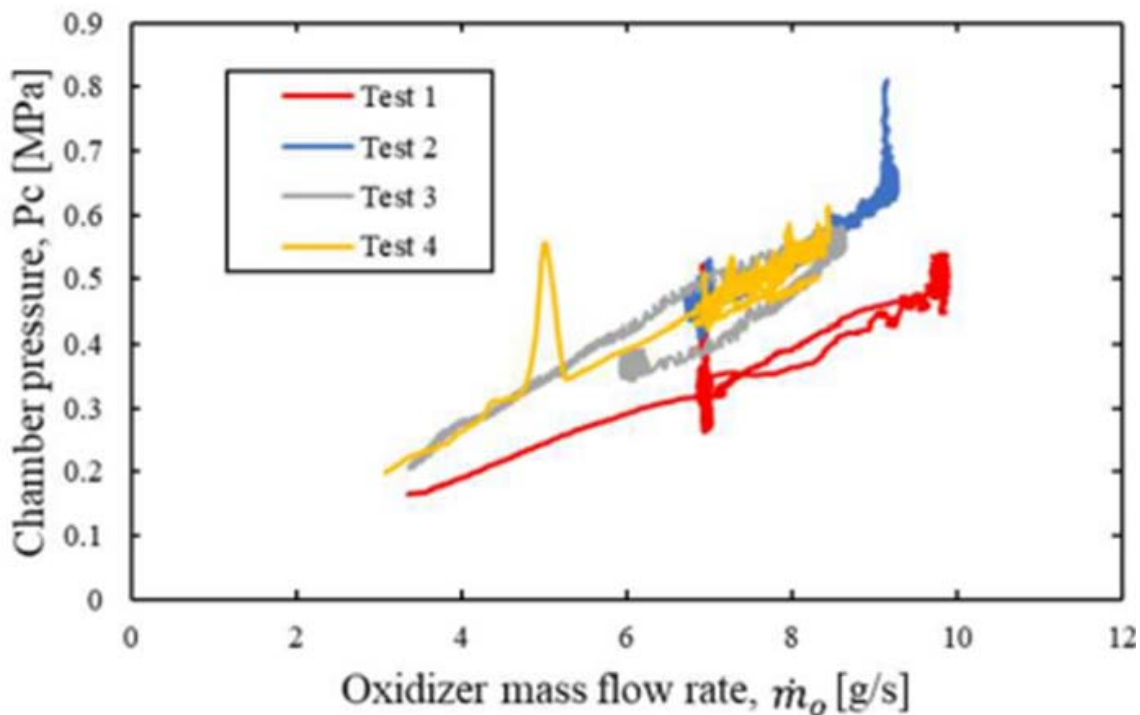 Chamber pressure, Pc [MPa]
0.9
0.8
0.7
0.6
0.5
0.4
0.3
0.2
0.1
0
Test 1
Test 2
Test 3
Test 4
0 2 4 6 8 10 12
Oxidizer mass flow rate, ṁₒ [g/s]